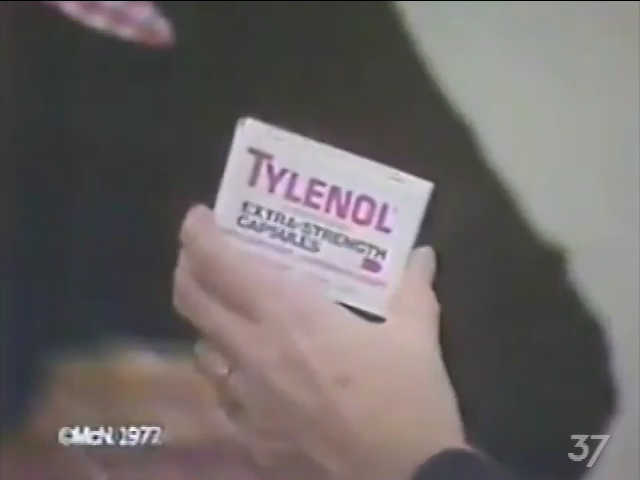 TYLENOL
EXTRA-STRENGTH
CAPSULES
©McN. 1977
37